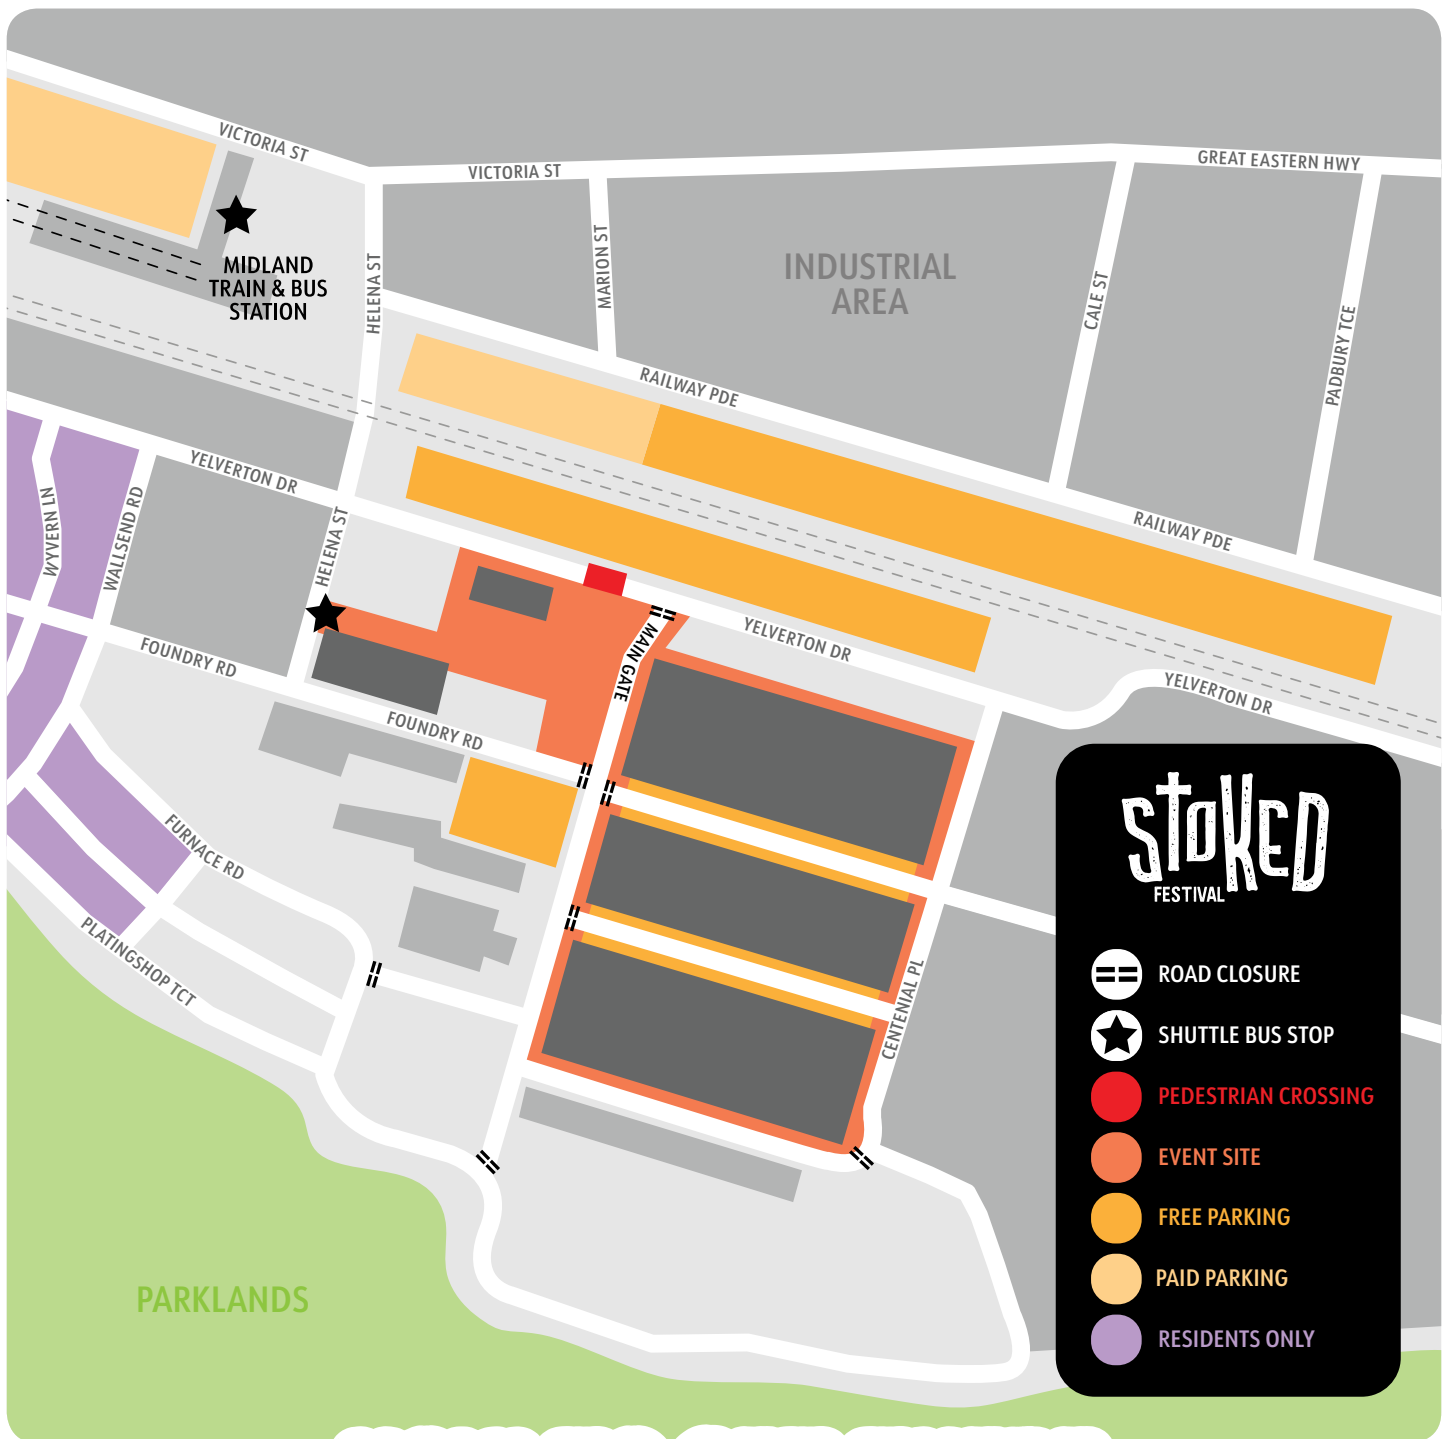 VICTORIA ST
VICTORIA ST
GREAT EASTERN HWY
MIDLAND
TRAIN & BUS
STATION
HELENA ST
MARION ST
INDUSTRIAL
AREA
CALE ST
PADBURY TCE
RAILWAY PDE
RAILWAY PDE
YELVERTON DR
WYVERN LN
WALLSEND RD
HELENA ST
FOUNDRY RD
MAIN GATE
YELVERTON DR
YELVERTON DR
FOUNDRY RD
FURNACE RD
PLATINGSHOP TCT
CENTENIAL PL
PARKLANDS
STOKED
FESTIVAL
ROAD CLOSURE
SHUTTLE BUS STOP
PEDESTRIAN CROSSING
EVENT SITE
FREE PARKING
PAID PARKING
RESIDENTS ONLY